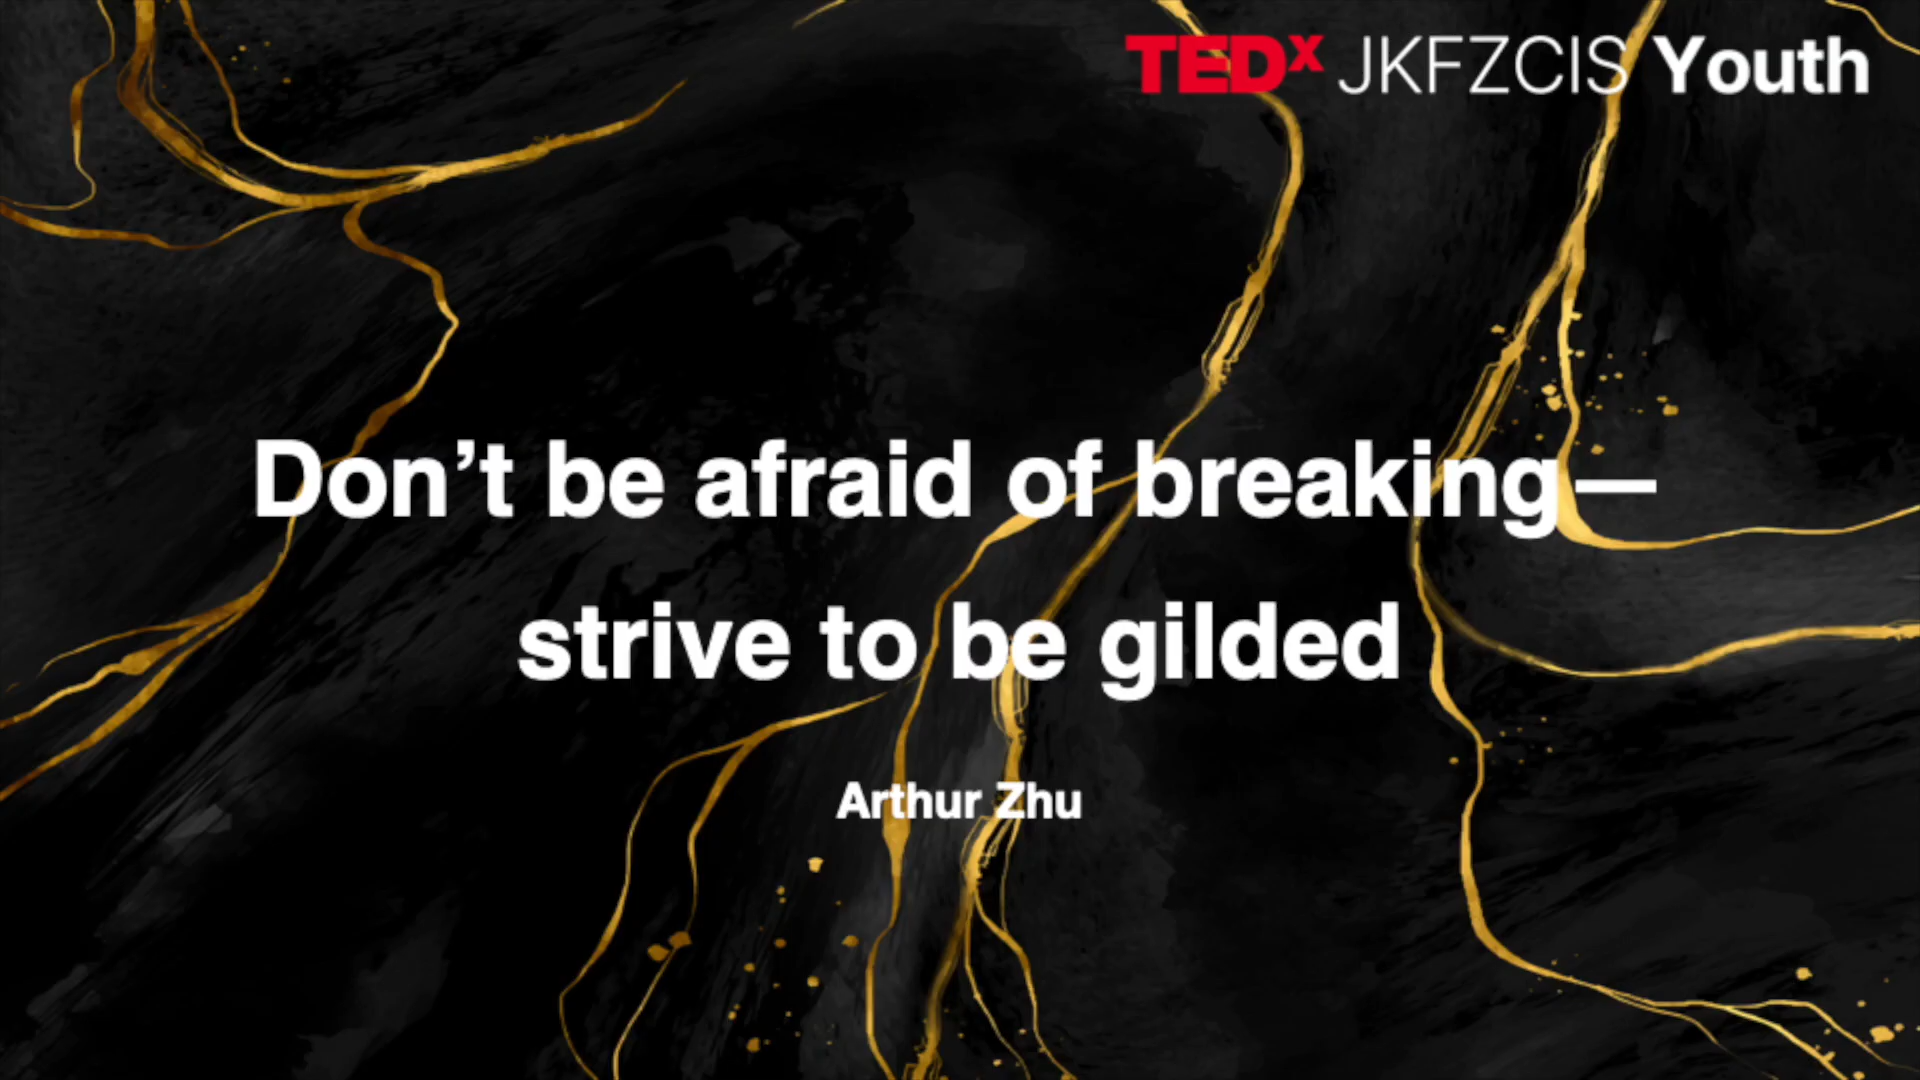 TEDx JKFZCIS Youth
Don’t be afraid of breaking—
strive to be gilded
Arthur Zhu